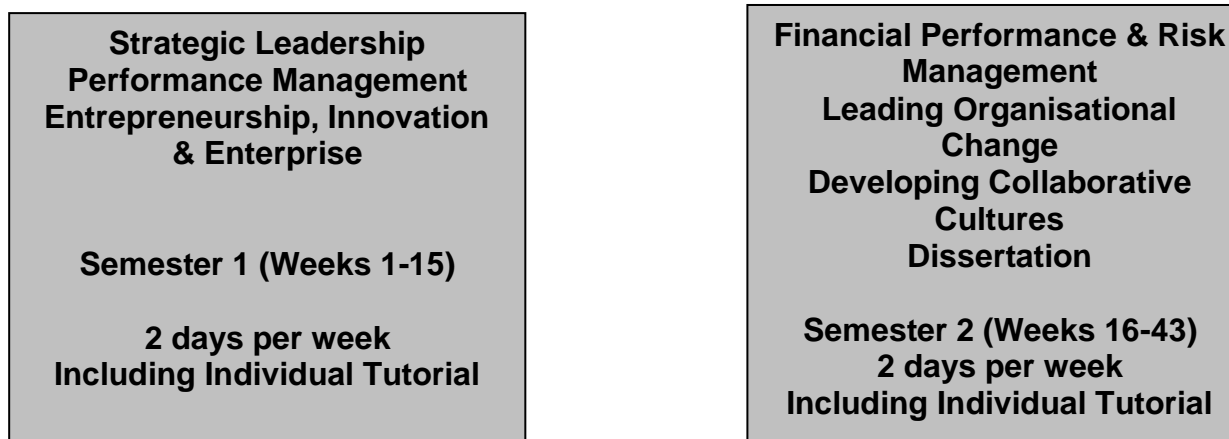 Strategic Leadership
Performance Management
Entrepreneurship, Innovation
& Enterprise
Semester 1 (Weeks 1-15)
2 days per week
Including Individual Tutorial
Financial Performance & Risk
Management
Leading Organisational
Change
Developing Collaborative
Cultures
Dissertation
Semester 2 (Weeks 16-43)
2 days per week
Including Individual Tutorial